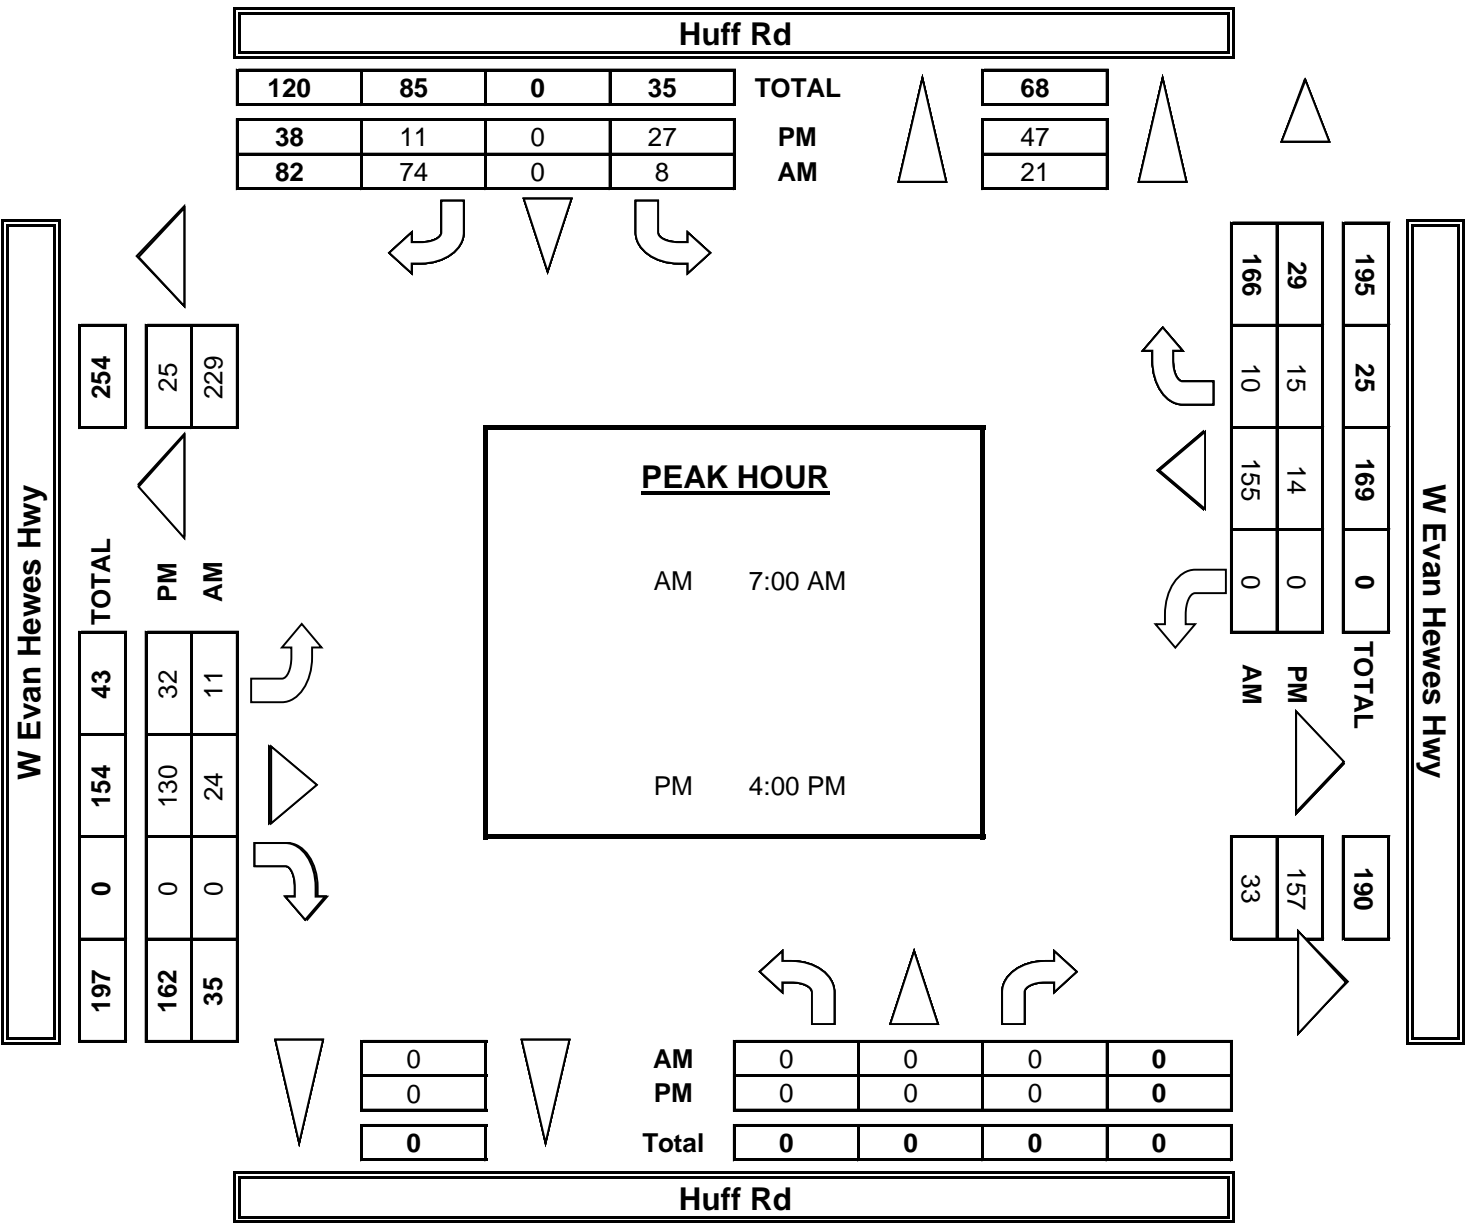 Huff Rd
120 85 0 35 TOTAL 68
38 11 0 27 PM 47
82 74 0 8 AM 21
W Evan Hewes Hwy
254
25
229
TOTAL
PM
AM
43 154 0 197
32 130 0 162
11 24 0 35
PEAK HOUR
AM 7:00 AM
PM 4:00 PM
195 25 169 0 TOTAL
29 15 14 0 PM
166 10 155 0 AM
190
157
33
W Evan Hewes Hwy
0 AM 0 0 0 0
0 PM 0 0 0 0
0 Total 0 0 0 0
Huff Rd